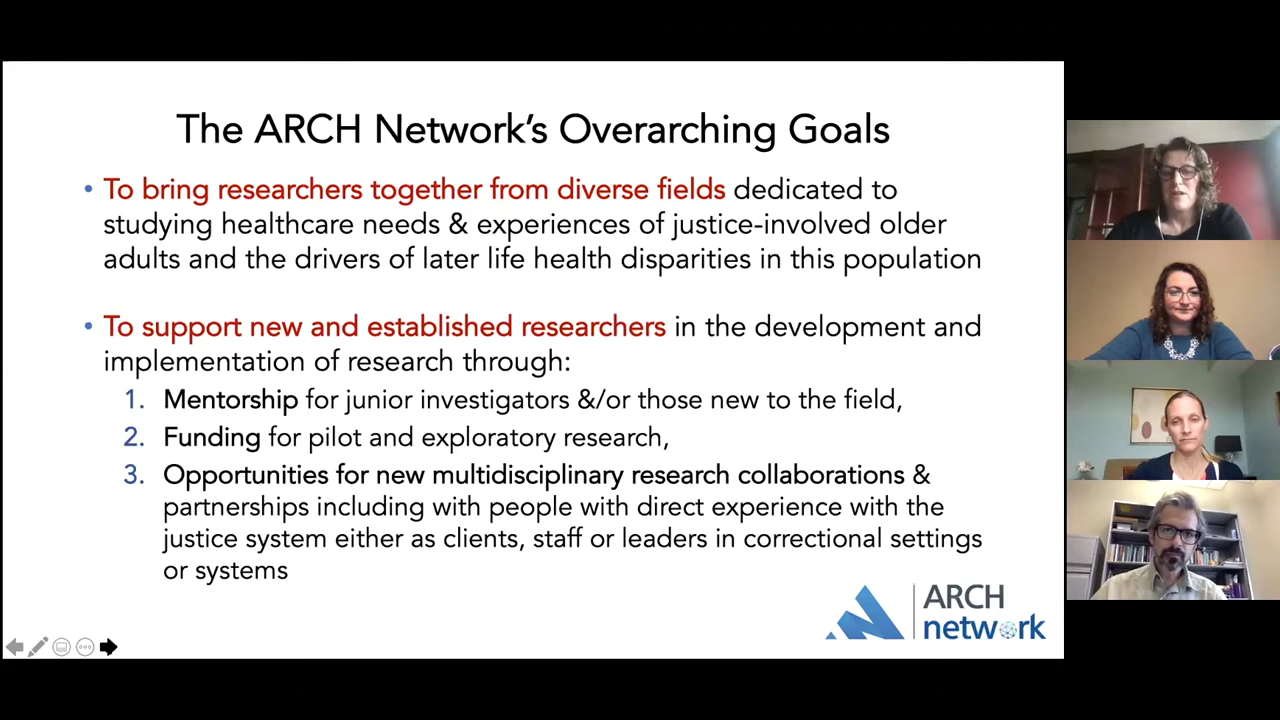 The ARCH Network's Overarching Goals
• To bring researchers together from diverse fields dedicated to
studying healthcare needs & experiences of justice-involved older
adults and the drivers of later life health disparities in this population
• To support new and established researchers in the development and
implementation of research through:
1. Mentorship for junior investigators &/or those new to the field,
2. Funding for pilot and exploratory research,
3. Opportunities for new multidisciplinary research collaborations &
partnerships including with people with direct experience with the
justice system either as clients, staff or leaders in correctional settings
or systems
ARCH
network